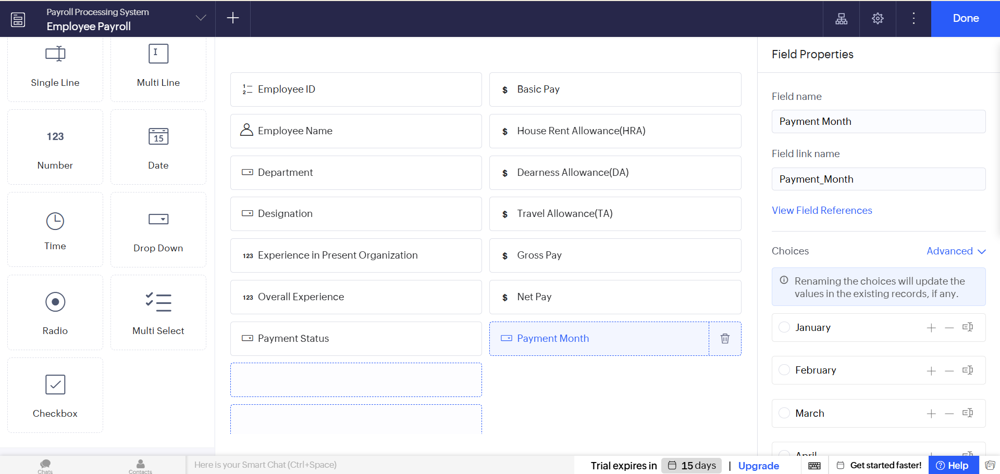 Payroll Processing System
Employee Payroll
Done
Single Line
Multi Line
123
Number
15
Date
Time
Drop Down
Radio
Multi Select
Checkbox
Employee ID
Employee Name
Department
Designation
123 Experience in Present Organization
123 Overall Experience
Payment Status
$ Basic Pay
$ House Rent Allowance(HRA)
$ Dearness Allowance(DA)
$ Travel Allowance(TA)
$ Gross Pay
$ Net Pay
Payment Month
Field Properties
Field name
Payment Month
Field link name
Payment_Month
View Field References
Choices
Advanced
Renaming the choices will update the
values in the existing records, if any.
January
February
March
April
Chats
Contacts
Here is your Smart Chat (Ctrl+Space)
Trial expires in 15 days | Upgrade
Get started faster!
Help